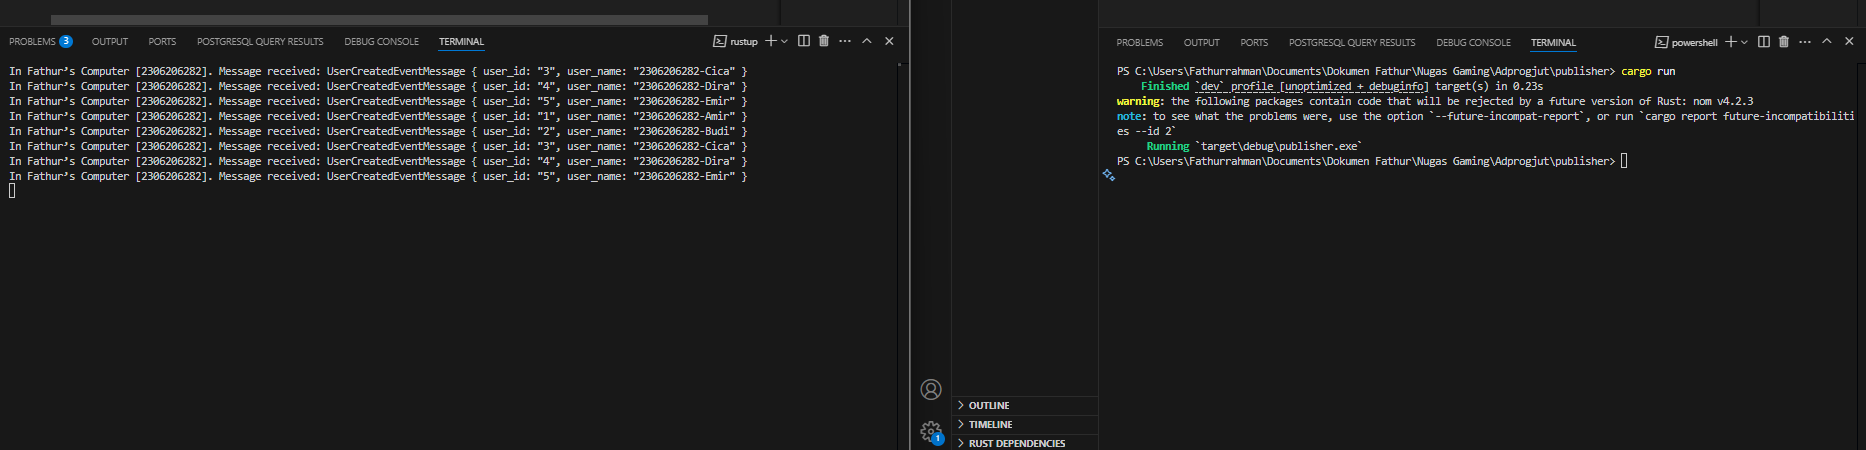 PROBLEMS 3 OUTPUT PORTS POSTGRESQL QUERY RESULTS DEBUG CONSOLE TERMINAL rustup
In Fathur’s Computer [2306206282]. Message received: UserCreatedEventMessage { user_id: "3", user_name: "2306206282-Cica" }
In Fathur’s Computer [2306206282]. Message received: UserCreatedEventMessage { user_id: "4", user_name: "2306206282-Dira" }
In Fathur’s Computer [2306206282]. Message received: UserCreatedEventMessage { user_id: "5", user_name: "2306206282-Emir" }
In Fathur’s Computer [2306206282]. Message received: UserCreatedEventMessage { user_id: "1", user_name: "2306206282-Amir" }
In Fathur’s Computer [2306206282]. Message received: UserCreatedEventMessage { user_id: "2", user_name: "2306206282-Budi" }
In Fathur’s Computer [2306206282]. Message received: UserCreatedEventMessage { user_id: "3", user_name: "2306206282-Cica" }
In Fathur’s Computer [2306206282]. Message received: UserCreatedEventMessage { user_id: "4", user_name: "2306206282-Dira" }
In Fathur’s Computer [2306206282]. Message received: UserCreatedEventMessage { user_id: "5", user_name: "2306206282-Emir" }
1
OUTLINE
TIMELINE
RUST DEPENDENCIES
PROBLEMS OUTPUT PORTS POSTGRESQL QUERY RESULTS DEBUG CONSOLE TERMINAL powershell
PS C:\Users\Fathurrahman\Documents\Dokumen Fathur\Nugas Gaming\Adprogjut\publisher> cargo run
Finished `dev` profile [unoptimized + debuginfo] target(s) in 0.23s
warning: the following packages contain code that will be rejected by a future version of Rust: nom v4.2.3
note: to see what the problems were, use the option `--future-incompat-report`, or run `cargo report future-incompatibiliti
es --id 2`
Running `target\debug\publisher.exe`
PS C:\Users\Fathurrahman\Documents\Dokumen Fathur\Nugas Gaming\Adprogjut\publisher>